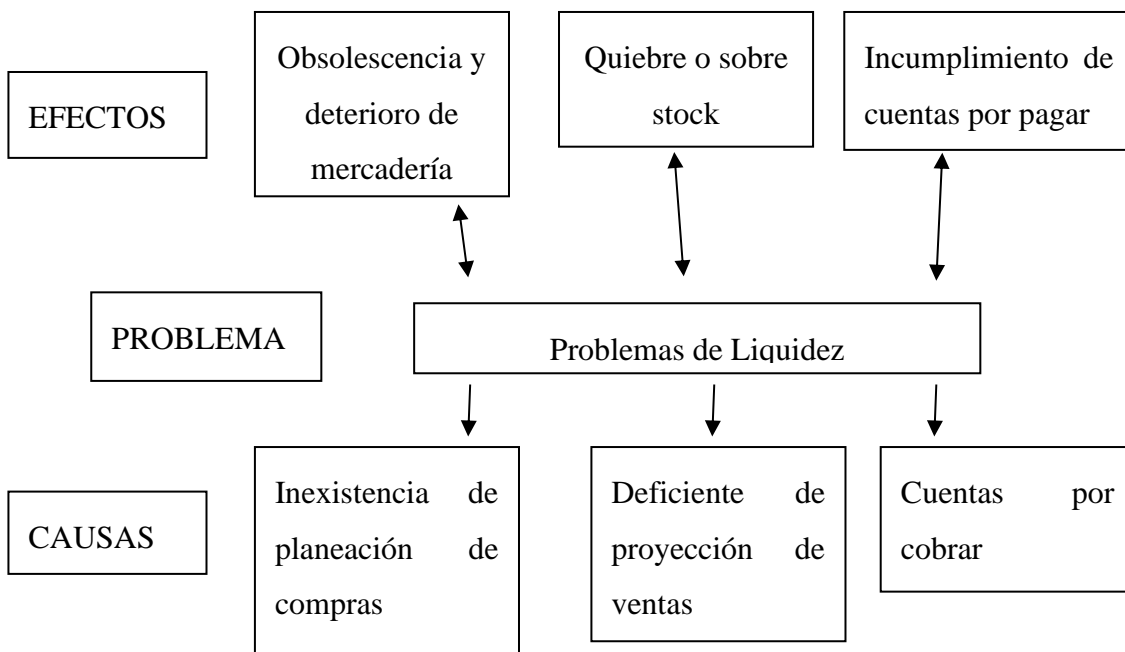 EFECTOS
Obsolescencia y
deterioro de
mercadería
Quiebre o sobre
stock
Incumplimiento de
cuentas por pagar
PROBLEMA
Problemas de Liquidez
CAUSAS
Inexistencia de
planeación de
compras
Deficiente de
proyección de
ventas
Cuentas por
cobrar